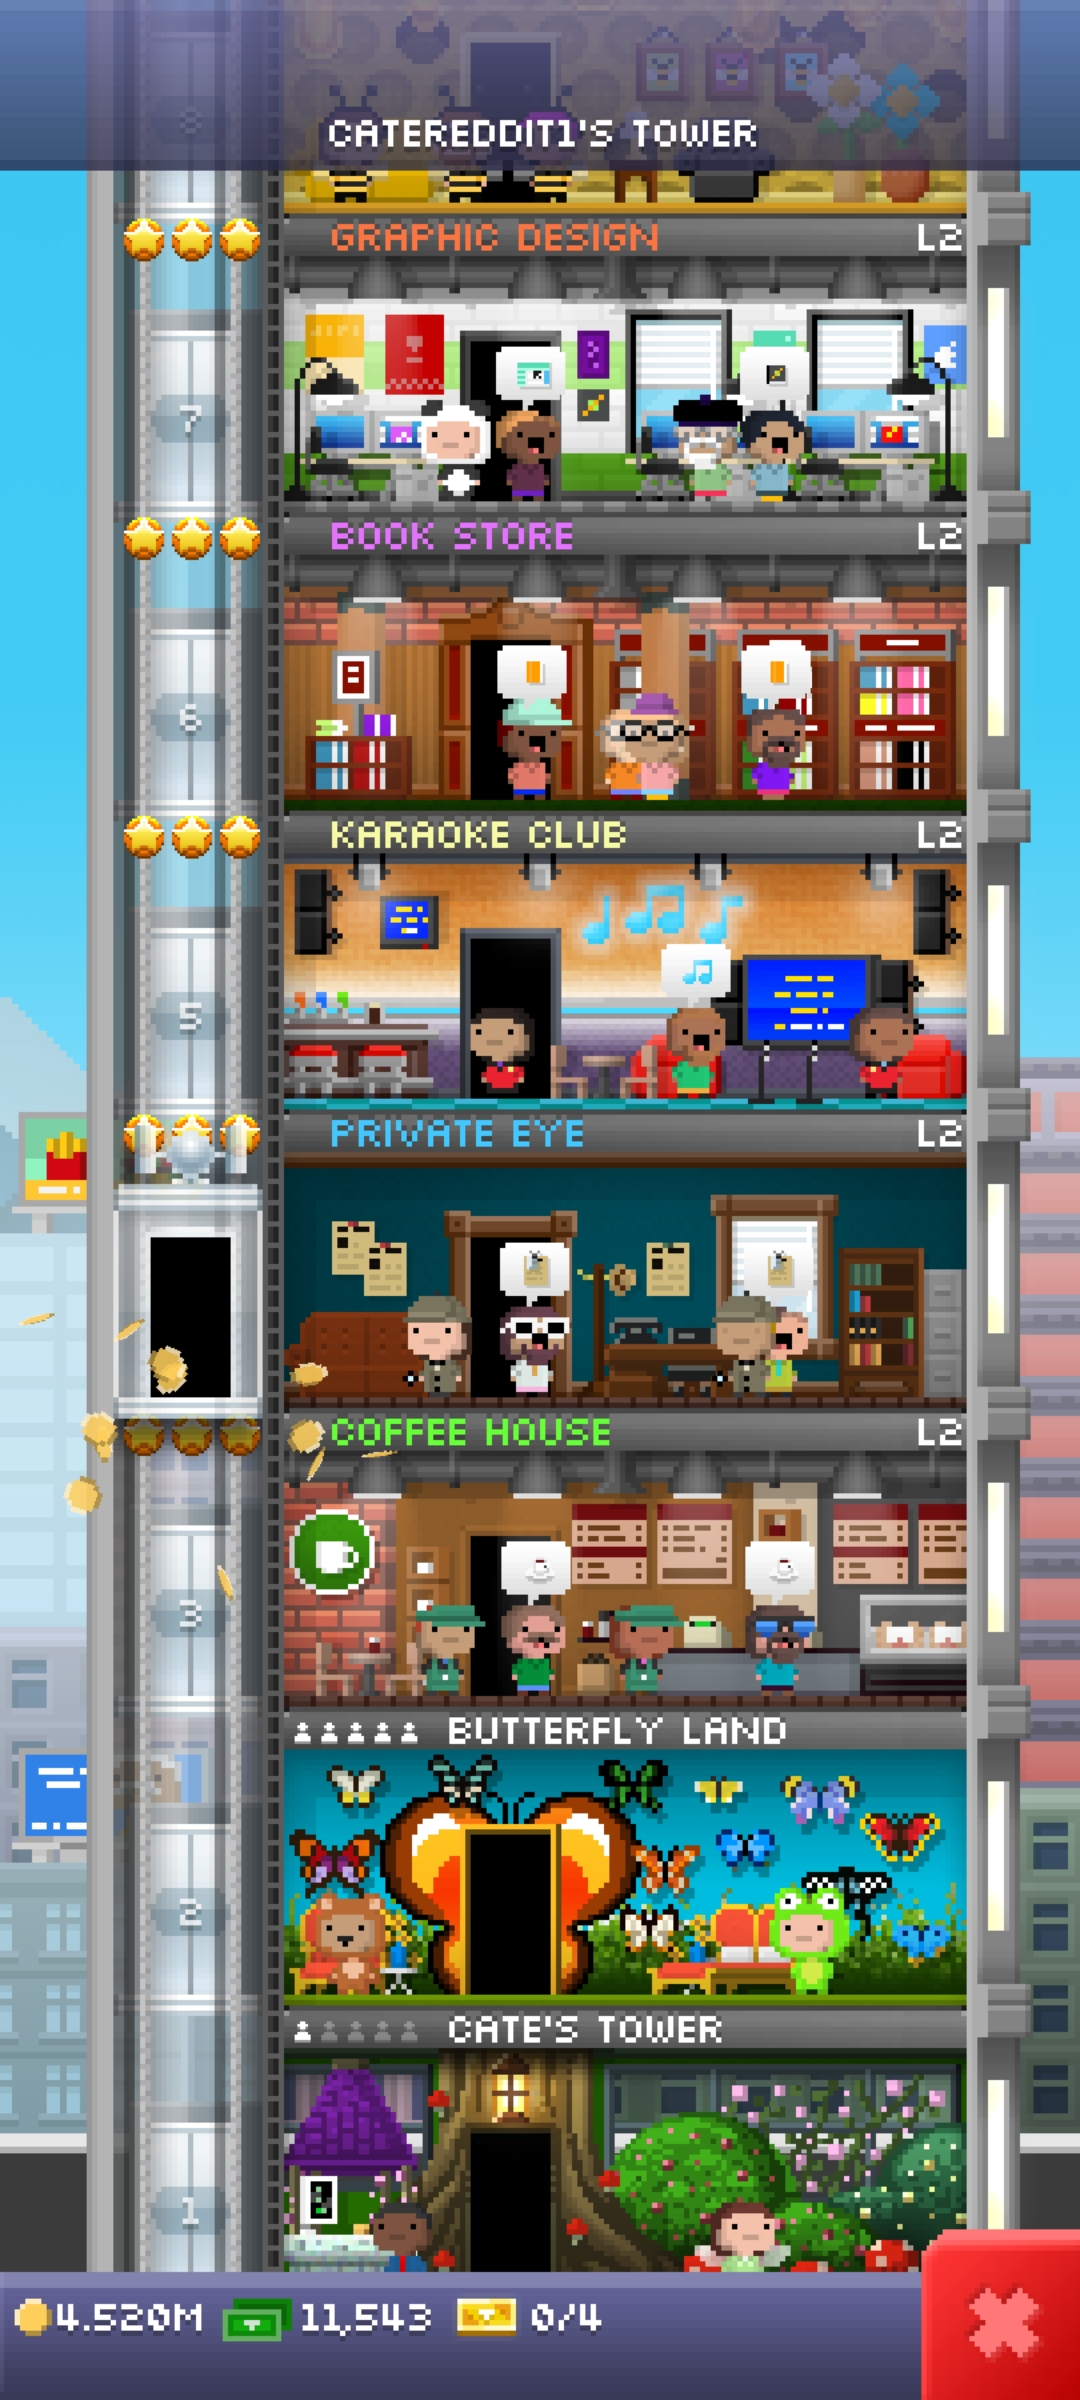 CATEREDDIT1'S TOWER
GRAPHIC DESIGN L2
7
BOOK STORE L2
6
KARAOKE CLUB L2
5
PRIVATE EYE L2
COFFEE HOUSE L2
3
BUTTERFLY LAND
2
CATE'S TOWER
1
4.520M 11,543 0/4